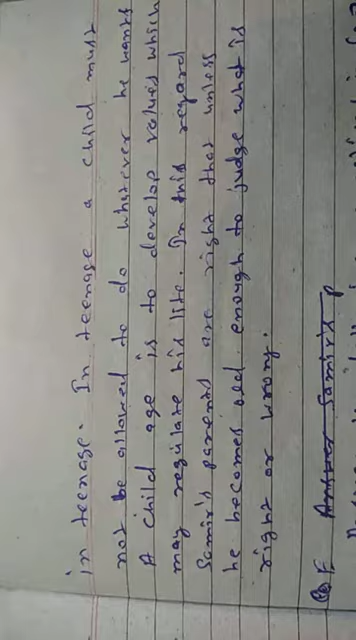 in teenage. In teenage a child must
not be allowed to do whatever he wants
A child age is to develop values which
may regulate his life. In this regard
Samir's parents are right that unless
he becomes old enough to judge what is
right or wrong.
Answer Samir's p